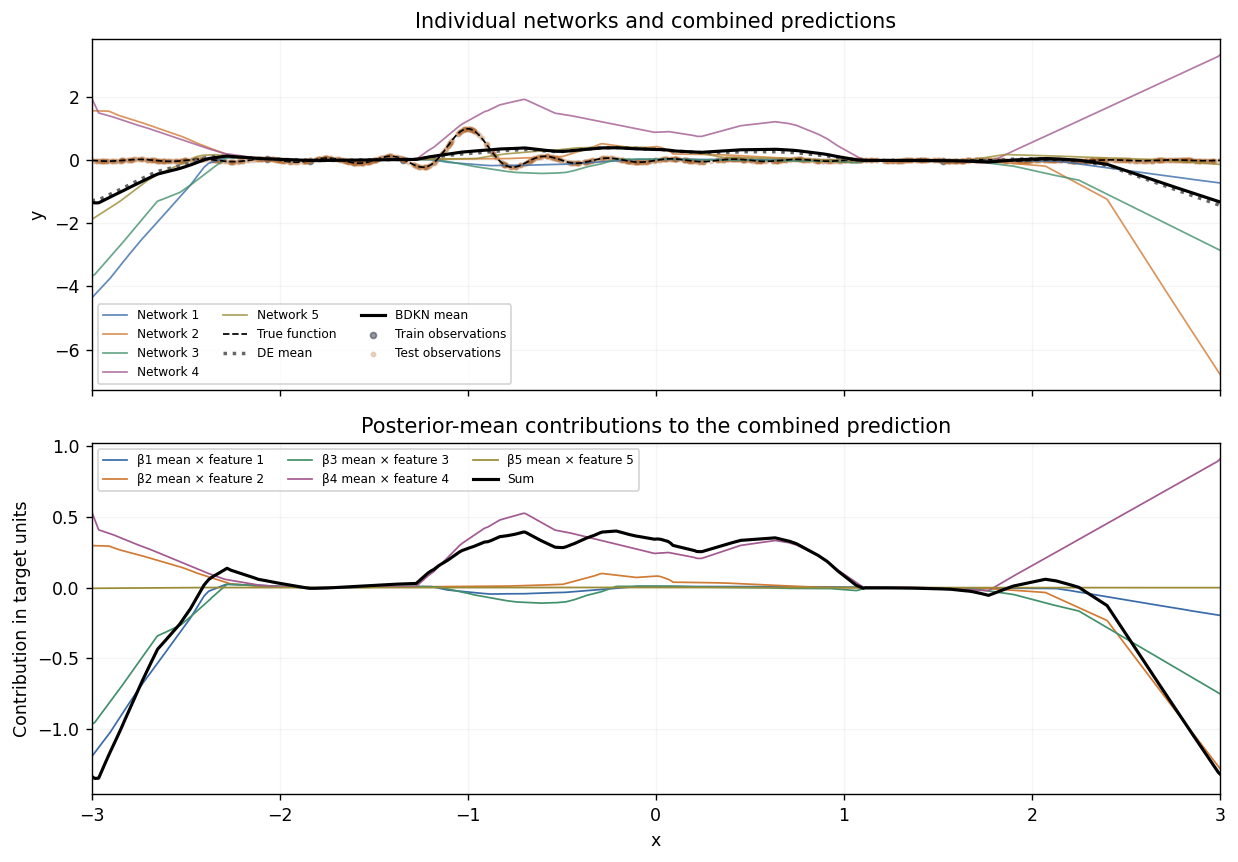 Individual networks and combined predictions
2
0
−2
−4
−6
y
Network 1
Network 2
Network 3
Network 4
Network 5
True function
DE mean
BDKN mean
Train observations
Test observations
Posterior-mean contributions to the combined prediction
1.0
0.5
0.0
−0.5
−1.0
Contribution in target units
β1 mean × feature 1
β2 mean × feature 2
β3 mean × feature 3
β4 mean × feature 4
β5 mean × feature 5
Sum
−3
−2
−1
0
1
2
3
x